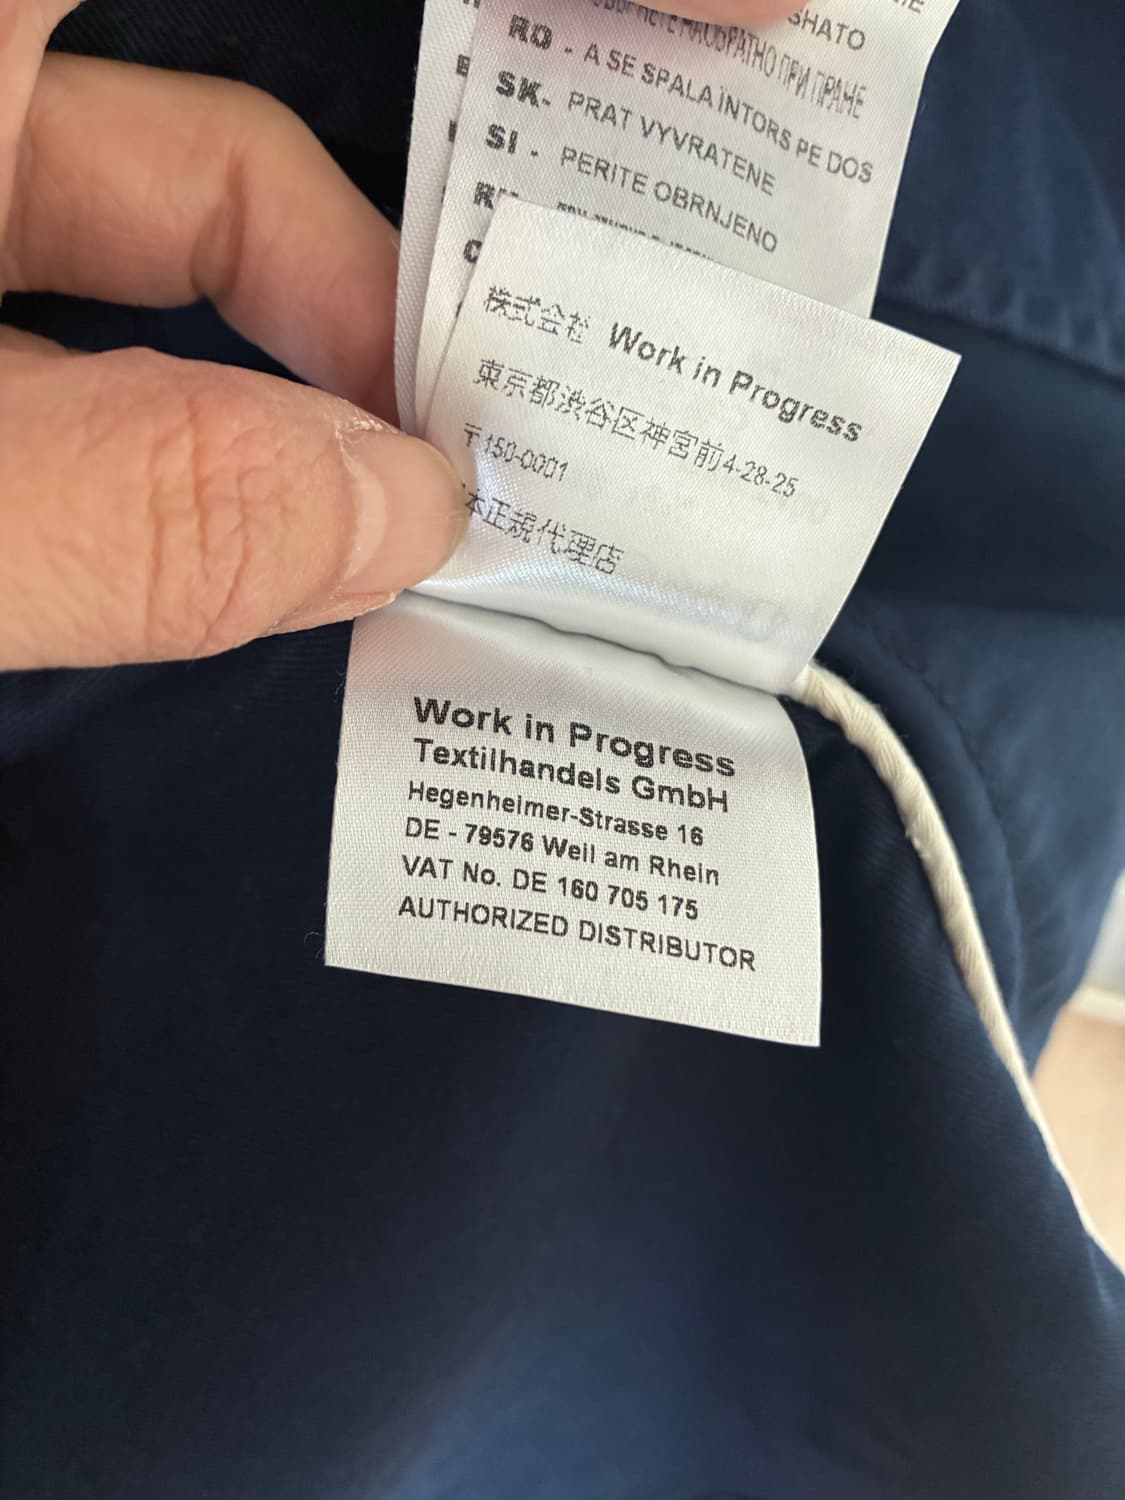 SHATO
RO - A SE SPALA ÎNTORS PE DOS
SK- PRAT VYVRATENE
SI - PERITE OBRNJENO
株式会社 Work in Progress
東京都渋谷区神宮前4-28-25
〒150-0001
本正規代理店
Work in Progress
Textilhandels GmbH
Hegenheimer-Strasse 16
DE - 79576 Weil am Rhein
VAT No. DE 160 705 175
AUTHORIZED DISTRIBUTOR